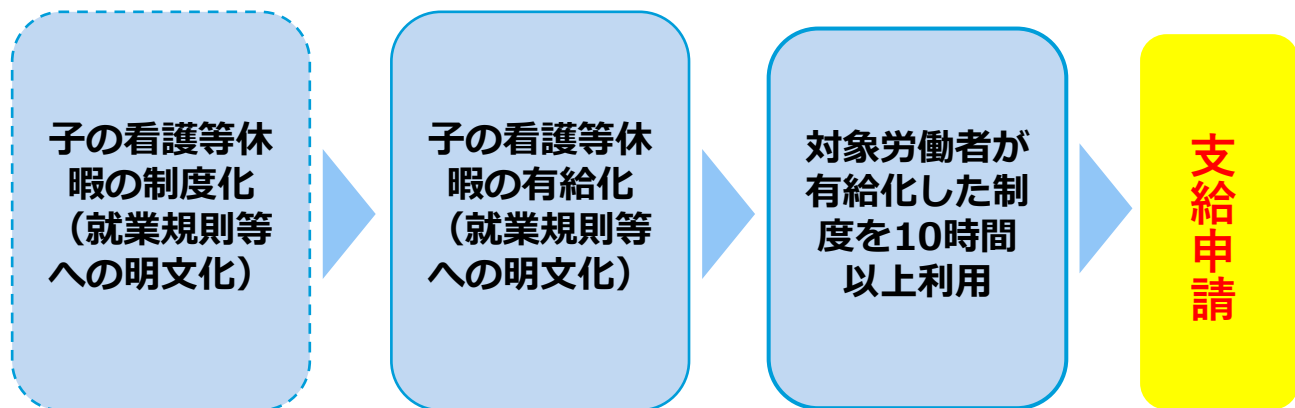 子の看護等休
暇の制度化
（就業規則等
への明文化）
子の看護等休
暇の有給化
（就業規則等
への明文化）
対象労働者が
有給化した制
度を10時間
以上利用
支給申請